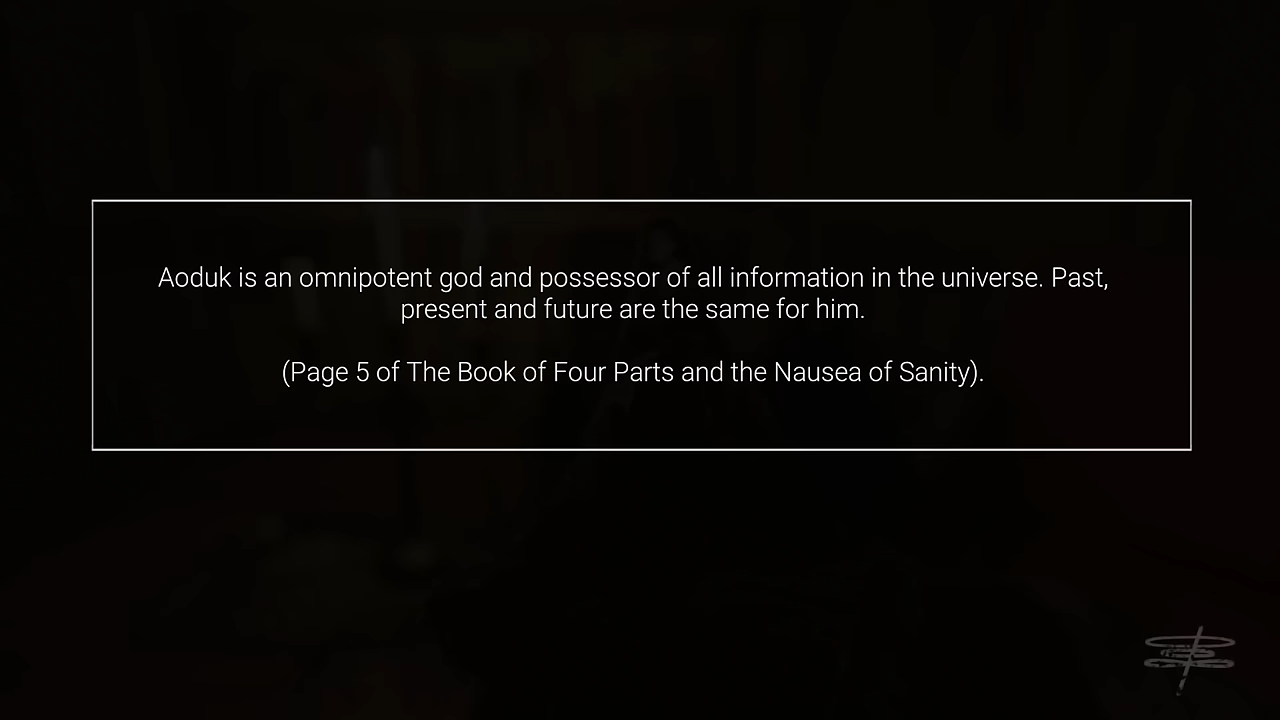 Aoduk is an omnipotent god and possessor of all information in the universe. Past,
present and future are the same for him.
(Page 5 of The Book of Four Parts and the Nausea of Sanity).